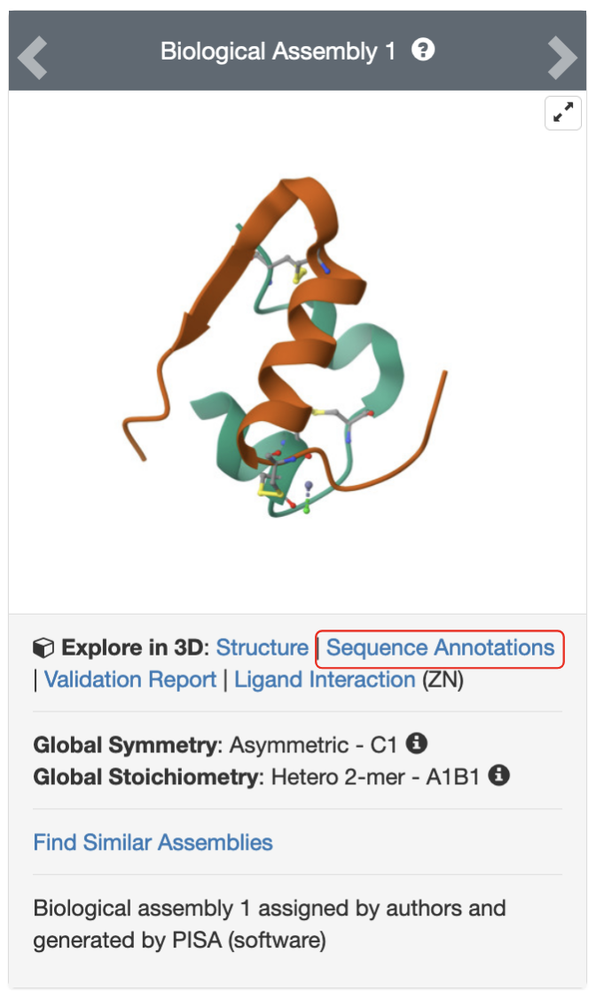 Biological Assembly 1 ?
Explore in 3D: Structure | Sequence Annotations
| Validation Report | Ligand Interaction (ZN)
Global Symmetry: Asymmetric - C1 i
Global Stoichiometry: Hetero 2-mer - A1B1 i
Find Similar Assemblies
Biological assembly 1 assigned by authors and
generated by PISA (software)